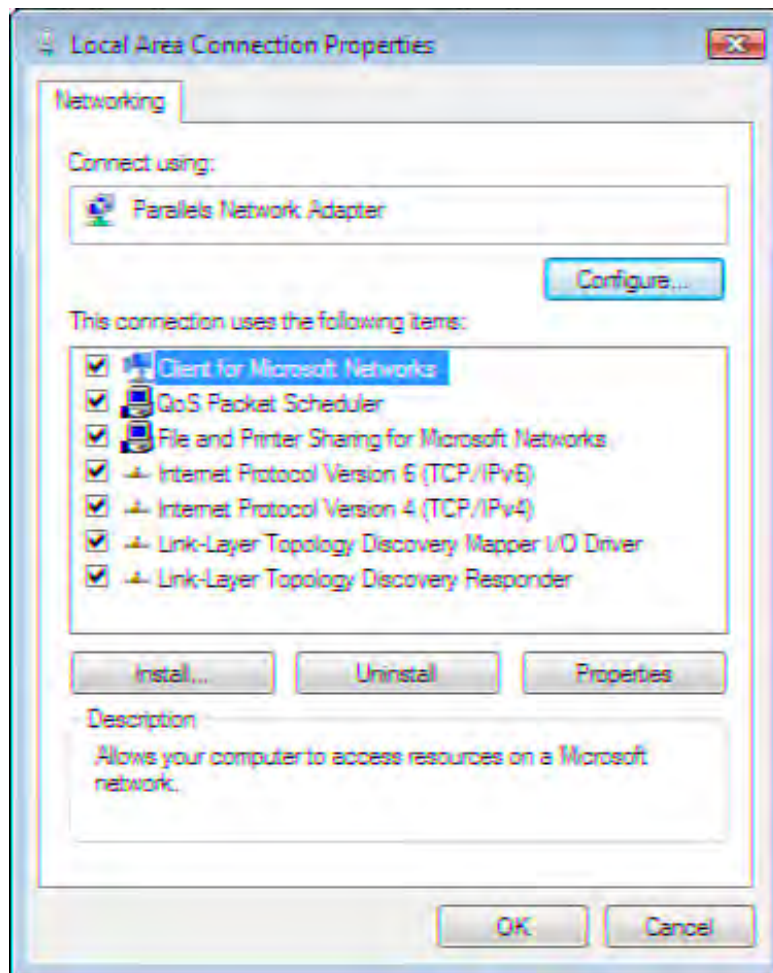 Local Area Connection Properties
Networking
Connect using:
Parallels Network Adapter
Configure...
This connection uses the following items:
Client for Microsoft Networks
QoS Packet Scheduler
File and Printer Sharing for Microsoft Networks
Internet Protocol Version 6 (TCP/IPv6)
Internet Protocol Version 4 (TCP/IPv4)
Link-Layer Topology Discovery Mapper I/O Driver
Link-Layer Topology Discovery Responder
Install... Uninstall Properties
Description
Allows your computer to access resources on a Microsoft
network.
OK Cancel